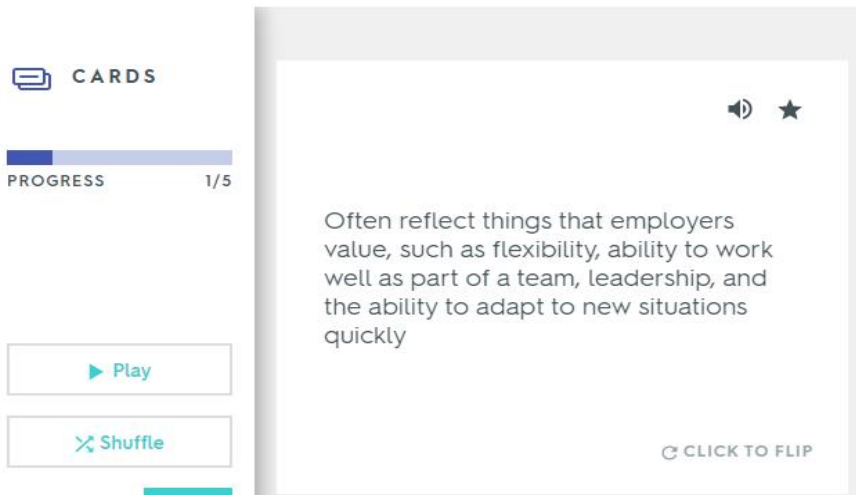 CARDS
PROGRESS 1/5
Play
Shuffle
Often reflect things that employers
value, such as flexibility, ability to work
well as part of a team, leadership, and
the ability to adapt to new situations
quickly
CLICK TO FLIP